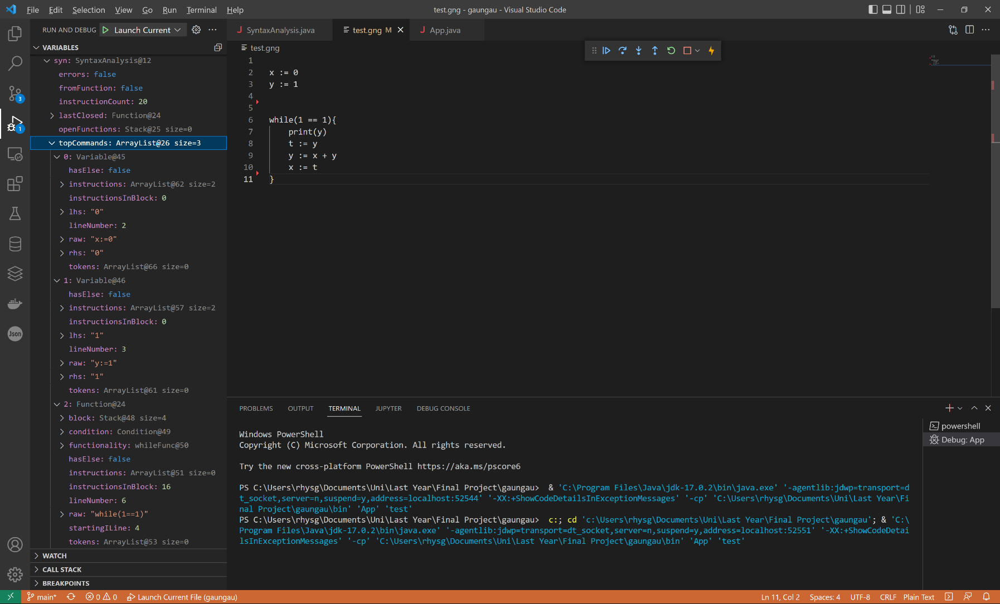 File Edit Selection View Go Run Terminal Help
test.gng - gaungau - Visual Studio Code
RUN AND DEBUG Launch Current
VARIABLES
syn: SyntaxAnalysis@12
errors: false
fromFunction: false
instructionCount: 20
lastClosed: Function@24
openFunctions: Stack@25 size=0
topCommands: ArrayList@26 size=3
0: Variable@45
hasElse: false
instructions: ArrayList@62 size=2
instructionsInBlock: 0
lhs: "0"
lineNumber: 2
raw: "x:=0"
rhs: "0"
tokens: ArrayList@66 size=0
1: Variable@46
hasElse: false
instructions: ArrayList@57 size=2
instructionsInBlock: 0
lhs: "1"
lineNumber: 3
raw: "y:=1"
rhs: "1"
tokens: ArrayList@61 size=0
2: Function@24
block: Stack@48 size=4
condition: Condition@49
functionality: whileFunc@50
hasElse: false
instructions: ArrayList@51 size=0
instructionsInBlock: 16
lineNumber: 6
raw: "while(1==1)"
startingILine: 4
tokens: ArrayList@53 size=0
WATCH
CALL STACK
BREAKPOINTS
3
1
Json
J SyntaxAnalysis.java
test.gng M
J App.java
test.gng
1
2 x := 0
3 y := 1
4
5
6 while(1 == 1){
7 print(y)
8 t := y
9 y := x + y
10 x := t
11 }
PROBLEMS OUTPUT TERMINAL JUPYTER DEBUG CONSOLE
powershell
Debug: App
Windows PowerShell
Copyright (C) Microsoft Corporation. All rights reserved.
Try the new cross-platform PowerShell https://aka.ms/pscore6
PS C:\Users\rhysg\Documents\Uni\Last Year\Final Project\gaungau> & 'C:\Program Files\Java\jdk-17.0.2\bin\java.exe' '-agentlib:jdwp=transport=d
t_socket,server=n,suspend=y,address=localhost:52544' '-XX:+ShowCodeDetailsInExceptionMessages' '-cp' 'C:\Users\rhysg\Documents\Uni\Last Year\Fi
nal Project\gaungau\bin' 'App' 'test'
PS C:\Users\rhysg\Documents\Uni\Last Year\Final Project\gaungau> c:; cd 'c:\Users\rhysg\Documents\Uni\Last Year\Final Project\gaungau'; & 'C:\
Program Files\Java\jdk-17.0.2\bin\java.exe' '-agentlib:jdwp=transport=dt_socket,server=n,suspend=y,address=localhost:52551' '-XX:+ShowCodeDetai
lsInExceptionMessages' '-cp' 'C:\Users\rhysg\Documents\Uni\Last Year\Final Project\gaungau\bin' 'App' 'test'
main* 0 0 Launch Current File (gaungau)
Ln 11, Col 2 Spaces: 4 UTF-8 CRLF Plain Text